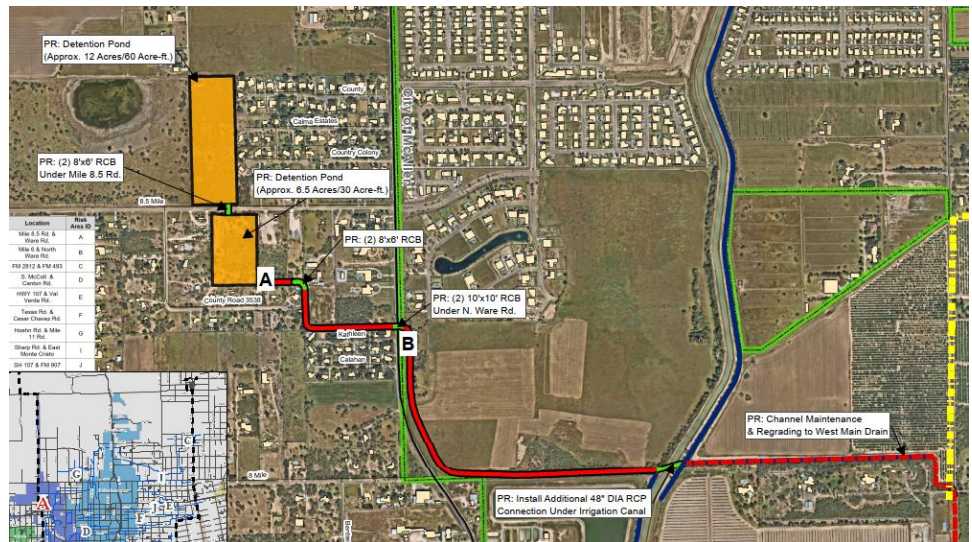 PR: Detention Pond
(Approx. 12 Acres/60 Acre-ft.)
County
Calma Estates
Country Colony
City of McAllen
PR: (2) 8'x6' RCB
Under Mile 8.5 Rd.
PR: Detention Pond
(Approx. 6.5 Acres/30 Acre-ft.)
8.5 Mile
Location Risk Area ID
Mile 8.5 Rd. & Ware Rd. A
Mile 6 & North Ware Rd. B
FM 2812 & FM 493 C
S. McColl & Canton Rd. D
HWY 107 & Val Verde Rd. E
Texas Rd. & Cesar Chavez Rd. F
Hoehn Rd. & Mile 11 Rd. G
Sharp Rd. & East Monte Cristo I
SH 107 & FM 907 J
PR: (2) 8'x6' RCB
A
County Road 3538
PR: (2) 10'x10' RCB
Under N. Ware Rd.
Kathleen
B
Calahan
PR: Channel Maintenance
& Regrading to West Main Drain
8 Mile
PR: Install Additional 48" DIA RCP
Connection Under Irrigation Canal
C
G
I
A
J
E
F
D